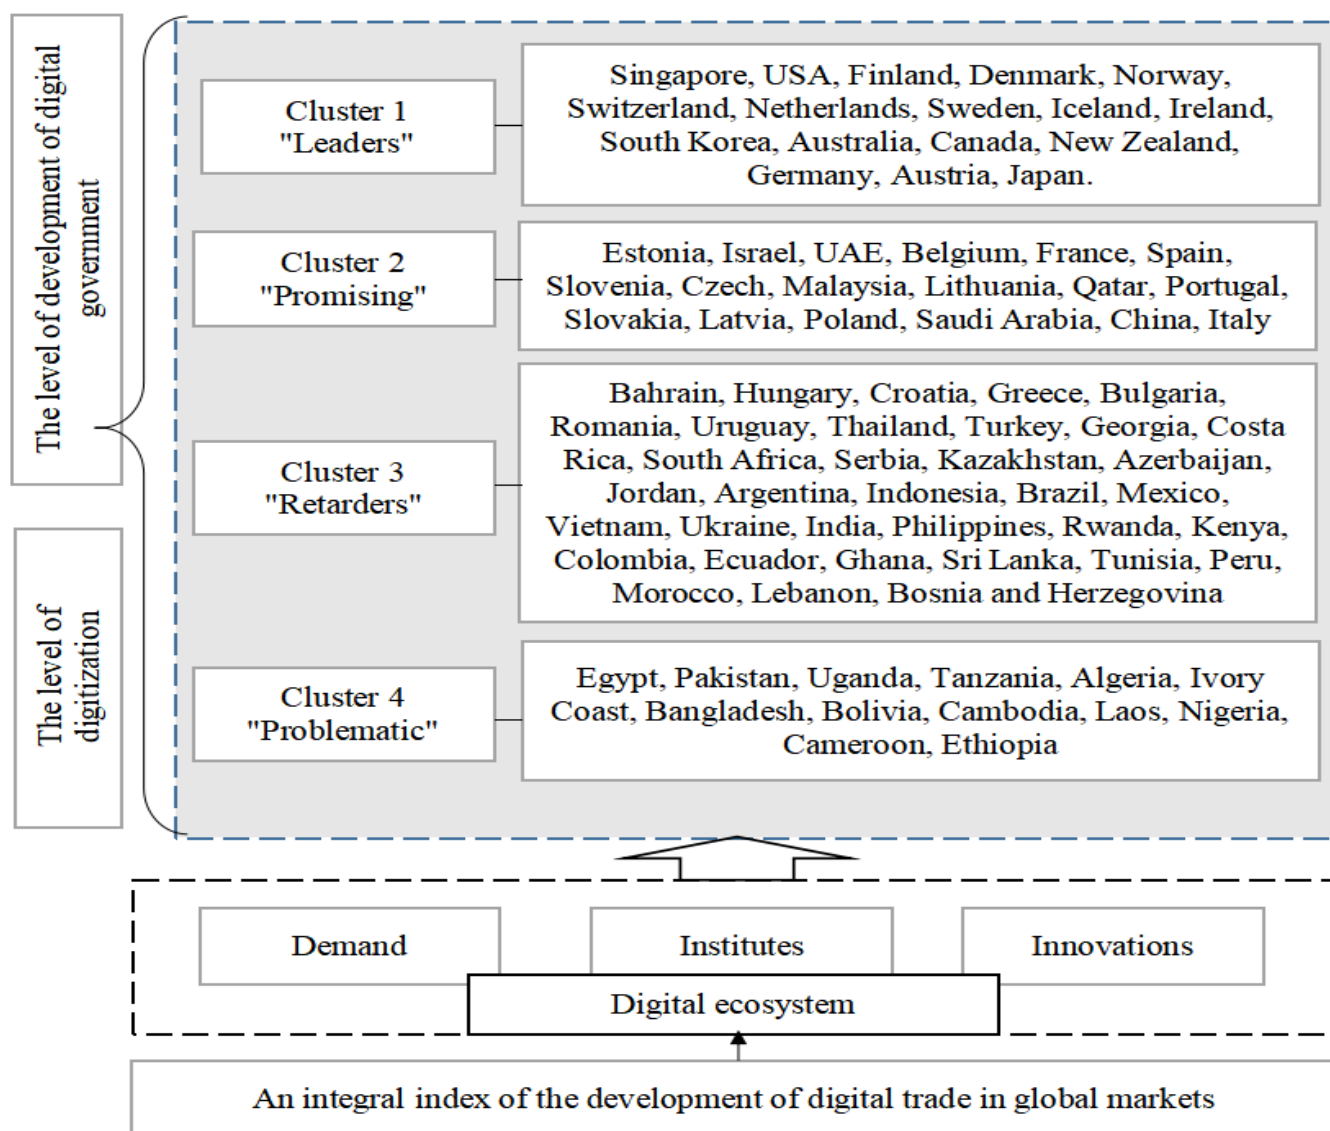 The level of development of digital
government
The level of
digitization
Cluster 1
"Leaders"
Singapore, USA, Finland, Denmark, Norway,
Switzerland, Netherlands, Sweden, Iceland, Ireland,
South Korea, Australia, Canada, New Zealand,
Germany, Austria, Japan.
Cluster 2
"Promising"
Estonia, Israel, UAE, Belgium, France, Spain,
Slovenia, Czech, Malaysia, Lithuania, Qatar, Portugal,
Slovakia, Latvia, Poland, Saudi Arabia, China, Italy
Cluster 3
"Retarders"
Bahrain, Hungary, Croatia, Greece, Bulgaria,
Romania, Uruguay, Thailand, Turkey, Georgia, Costa
Rica, South Africa, Serbia, Kazakhstan, Azerbaijan,
Jordan, Argentina, Indonesia, Brazil, Mexico,
Vietnam, Ukraine, India, Philippines, Rwanda, Kenya,
Colombia, Ecuador, Ghana, Sri Lanka, Tunisia, Peru,
Morocco, Lebanon, Bosnia and Herzegovina
Cluster 4
"Problematic"
Egypt, Pakistan, Uganda, Tanzania, Algeria, Ivory
Coast, Bangladesh, Bolivia, Cambodia, Laos, Nigeria,
Cameroon, Ethiopia
Demand
Institutes
Innovations
Digital ecosystem
An integral index of the development of digital trade in global markets